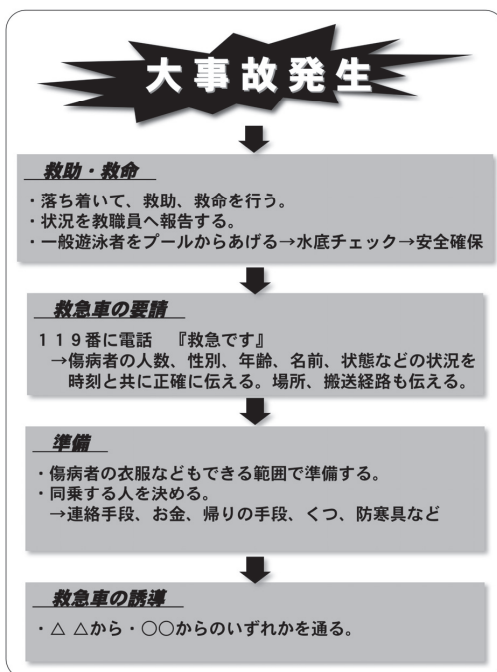 大事故発生
救助・救命
・落ち着いて、救助、救命を行う。
・状況を教職員へ報告する。
・一般遊泳者をプールからあげる→水底チェック→安全確保
救急車の要請
１１９番に電話　『救急です』
→傷病者の人数、性別、年齢、名前、状態などの状況を
時刻と共に正確に伝える。場所、搬送経路も伝える。
準備
・傷病者の衣服などもできる範囲で準備する。
・同乗する人を決める。
→連絡手段、お金、帰りの手段、くつ、防寒具など
救急車の誘導
・△ △から・○○からのいずれかを通る。